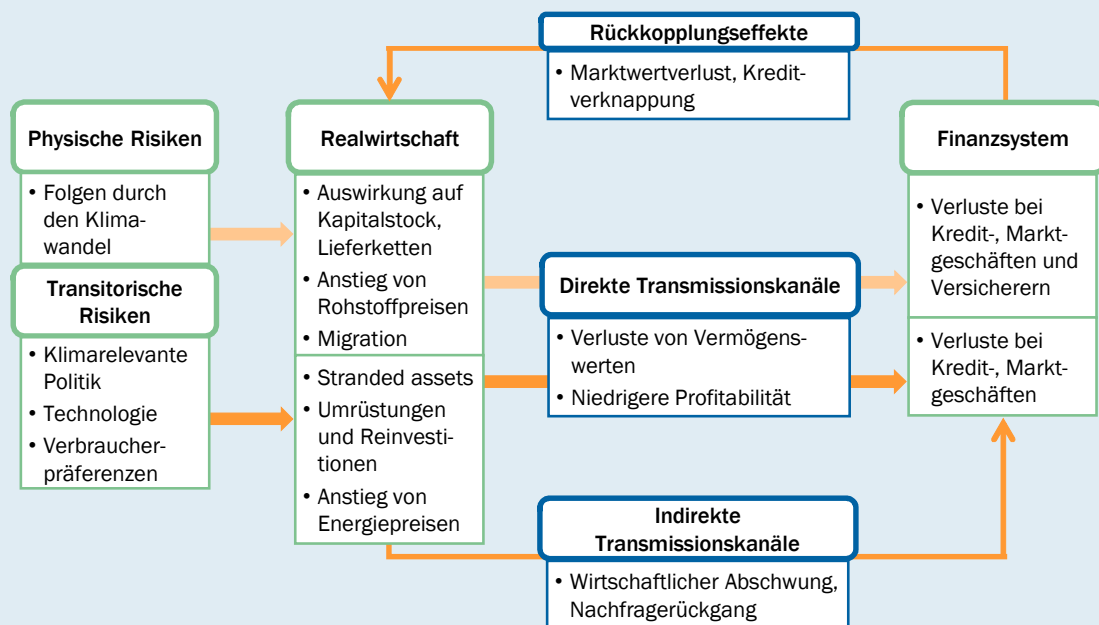 Rückkopplungseffekte
• Marktwertverlust, Kredit-
verknappung
Physische Risiken
• Folgen durch
den Klima-
wandel
Transitorische
Risiken
• Klimarelevante
Politik
• Technologie
• Verbraucher-
präferenzen
Realwirtschaft
• Auswirkung auf
Kapitalstock,
Lieferketten
• Anstieg von
Rohstoffpreisen
• Migration
• Stranded assets
• Umrüstungen
und Reinvesti-
tionen
• Anstieg von
Energiepreisen
Direkte Transmissionskanäle
• Verluste von Vermögens-
werten
• Niedrigere Profitabilität
Indirekte
Transmissionskanäle
• Wirtschaftlicher Abschwung,
Nachfragerückgang
Finanzsystem
• Verluste bei
Kredit-, Markt-
geschäften und
Versicherern
• Verluste bei
Kredit-, Markt-
geschäften